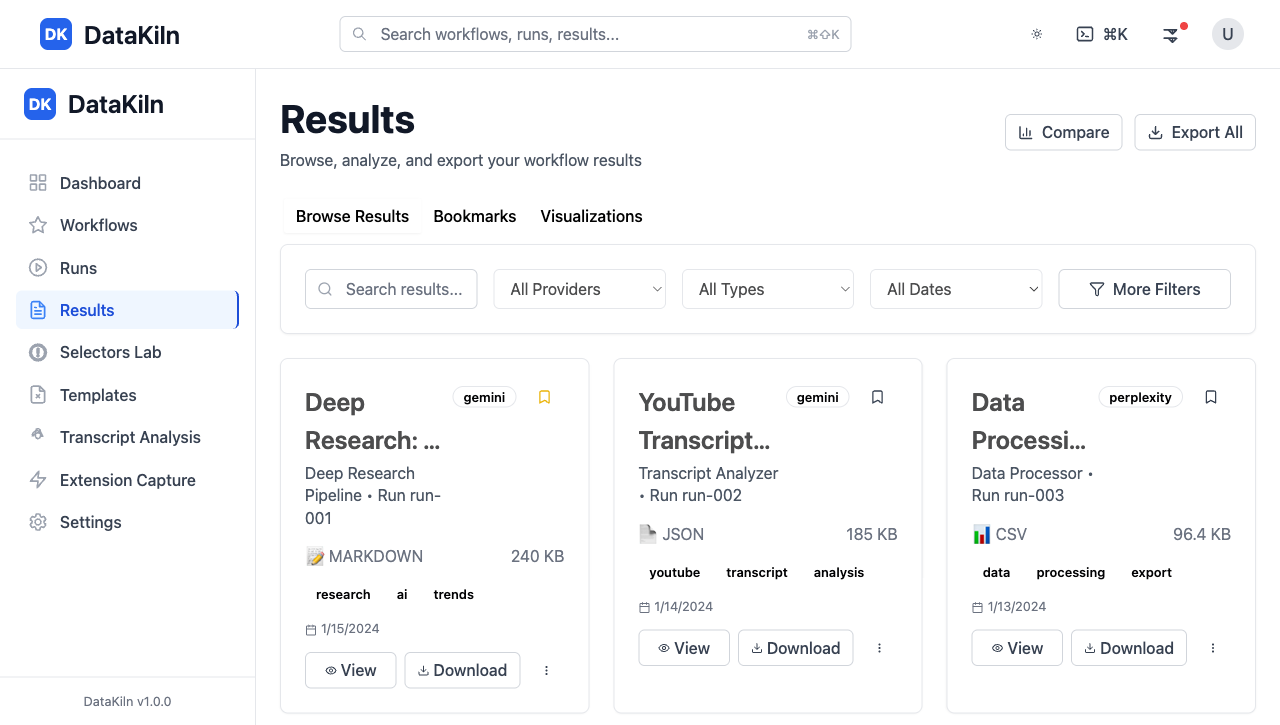 DK DataKiln
Search workflows, runs, results... ⌘⇧K
⌘K
U
DK DataKiln
Dashboard
Workflows
Runs
Results
Selectors Lab
Templates
Transcript Analysis
Extension Capture
Settings
DataKiln v1.0.0
Results
Browse, analyze, and export your workflow results
Compare
Export All
Browse Results Bookmarks Visualizations
Search results... All Providers All Types All Dates More Filters
Deep
Research: ...
gemini
Deep Research
Pipeline • Run run-
001
MARKDOWN 240 KB
research ai trends
1/15/2024
View Download
YouTube
Transcript...
gemini
Transcript Analyzer
• Run run-002
JSON 185 KB
youtube transcript analysis
1/14/2024
View Download
Data
Processi...
perplexity
Data Processor •
Run run-003
CSV 96.4 KB
data processing export
1/13/2024
View Download